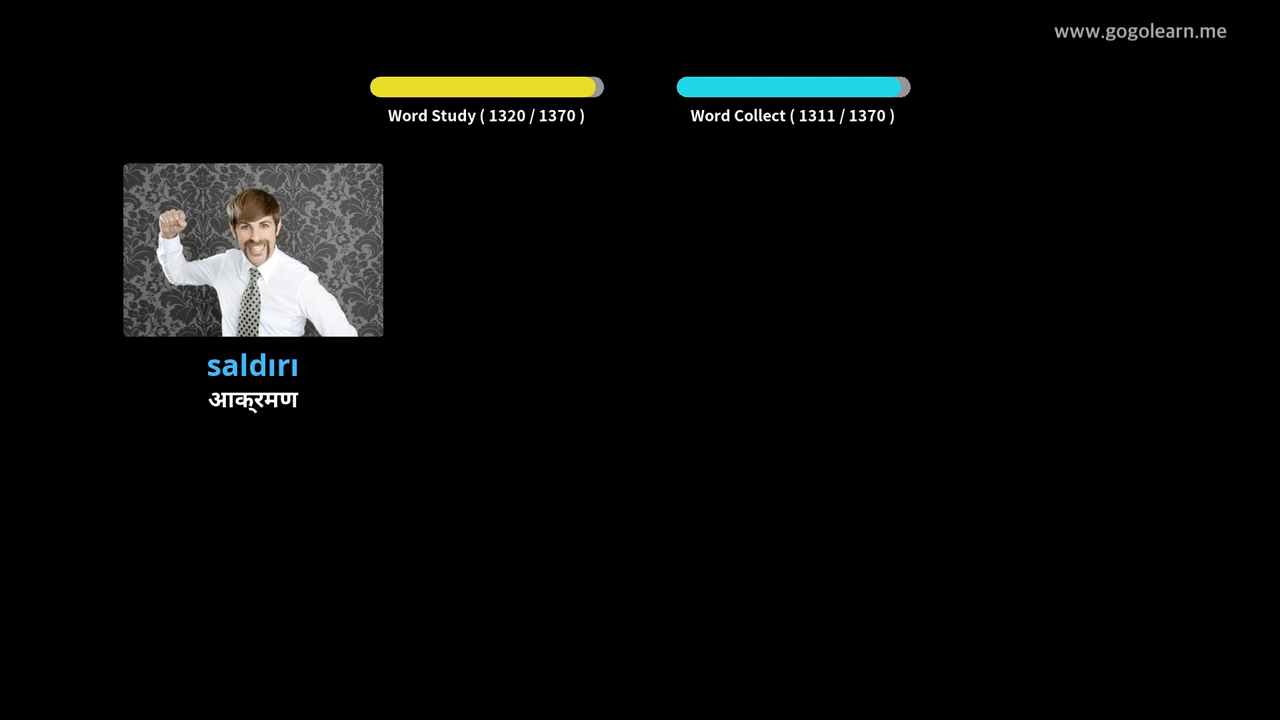 www.gogolearn.me
Word Study ( 1320 / 1370 )
Word Collect ( 1311 / 1370 )
saldırı
आक्रमण